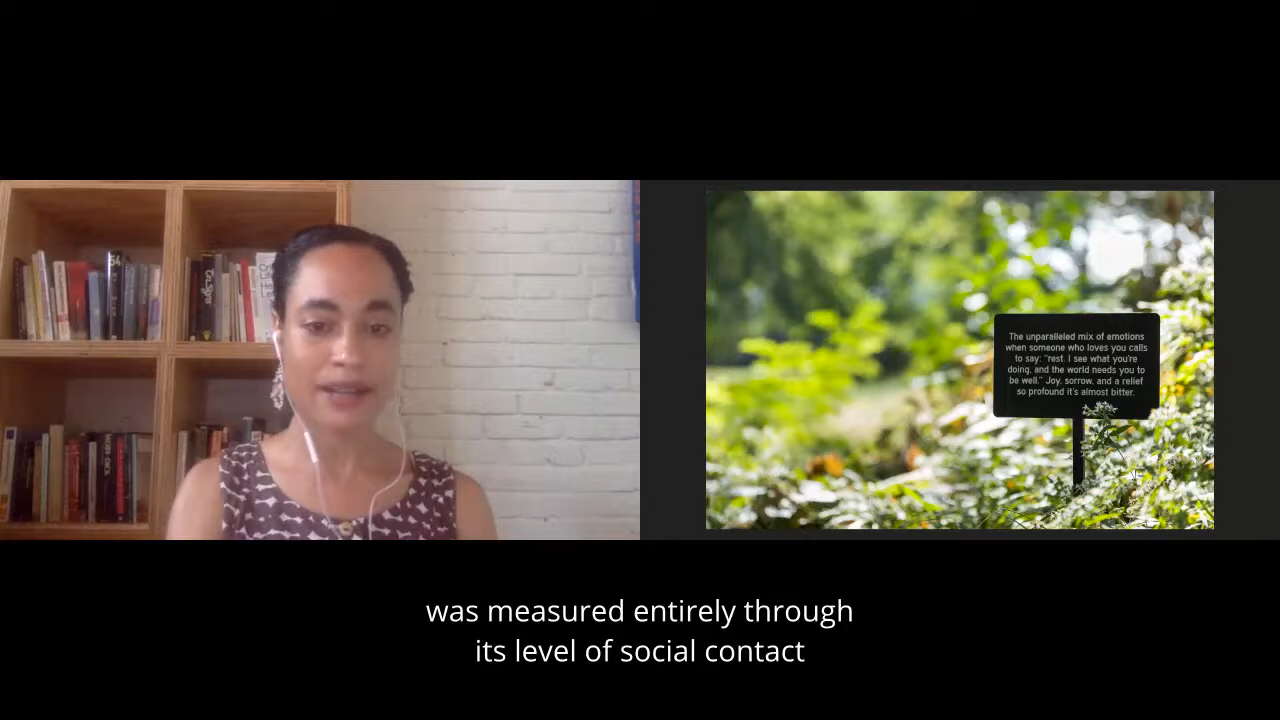 54
The unparalleled mix of emotions
when someone who loves you calls
to say: “rest. I see what you’re
doing, and the world needs you to
be well.” Joy, sorrow, and a relief
so profound it’s almost bitter.
was measured entirely through
its level of social contact